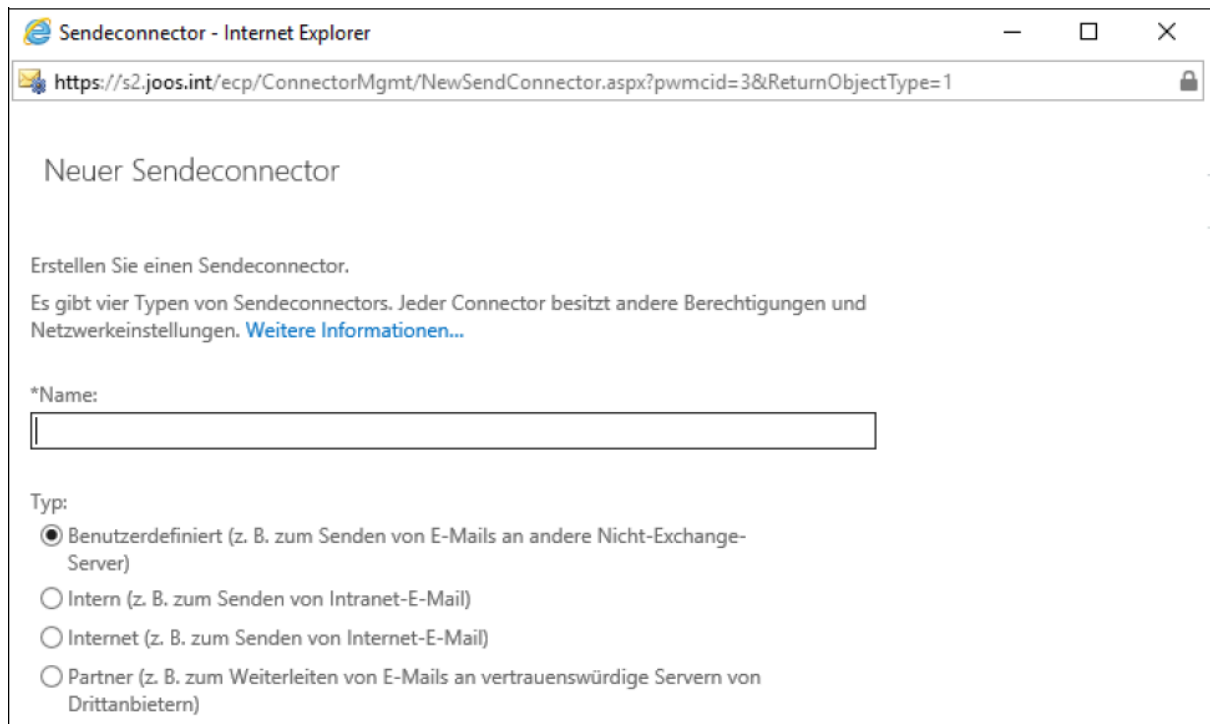 Sendeconnector - Internet Explorer
https://s2.joos.int/ecp/ConnectorMgmt/NewSendConnector.aspx?pwmcid=3&ReturnObjectType=1
Neuer Sendeconnector
Erstellen Sie einen Sendeconnector.
Es gibt vier Typen von Sendeconnectors. Jeder Connector besitzt andere Berechtigungen und
Netzwerkeinstellungen. Weitere Informationen...
*Name:
Typ:
Benutzerdefiniert (z. B. zum Senden von E-Mails an andere Nicht-Exchange-
Server)
Intern (z. B. zum Senden von Intranet-E-Mail)
Internet (z. B. zum Senden von Internet-E-Mail)
Partner (z. B. zum Weiterleiten von E-Mails an vertrauenswürdige Servern von
Drittanbietern)